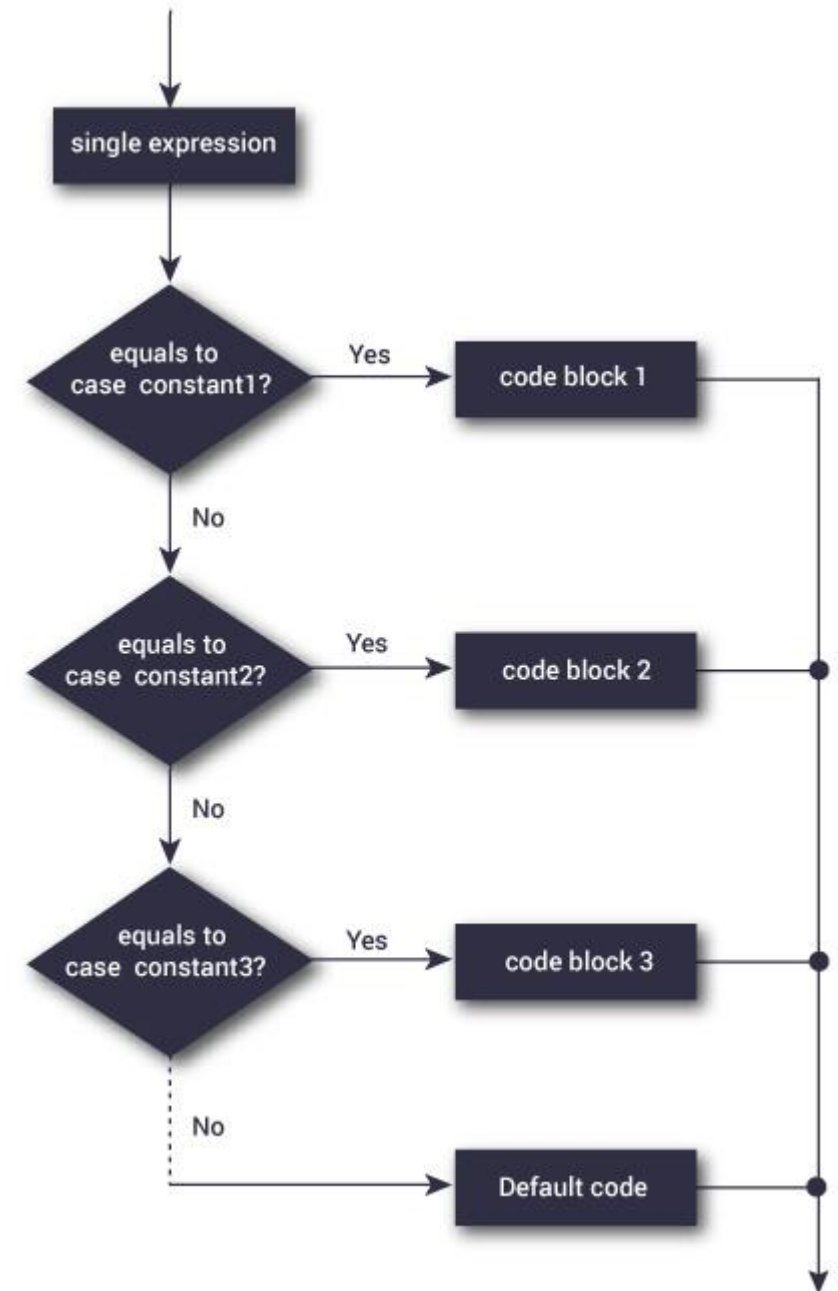 single expression
equals to
case constant1?
Yes
code block 1
No
equals to
case constant2?
Yes
code block 2
No
equals to
case constant3?
Yes
code block 3
No
Default code